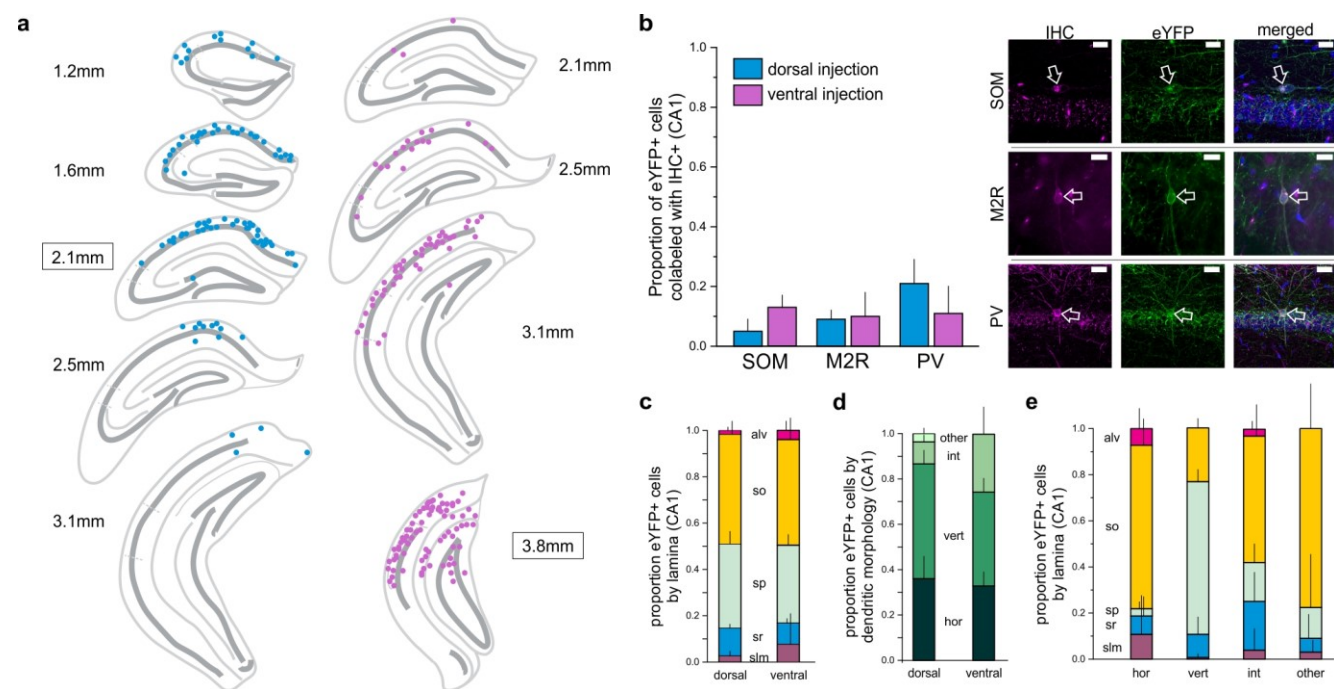 a
1.2mm
1.6mm
2.1mm
2.5mm
3.1mm
2.1mm
2.5mm
3.1mm
3.8mm
b
Proportion of eYFP+ cells
colabeled with IHC+ (CA1)
1.0
0.8
0.6
0.4
0.2
0.0
dorsal injection
ventral injection
SOM M2R PV
IHC eYFP merged
SOM
M2R
PV
c
proportion eYFP+ cells
by lamina (CA1)
1.0
0.8
0.6
0.4
0.2
0.0
alv
so
sp
sr
slm
dorsal ventral
d
proportion eYFP+ cells by
dendritic morphology (CA1)
1.0
0.8
0.6
0.4
0.2
0.0
other
int
vert
hor
dorsal ventral
e
proportion eYFP+ cells
by lamina (CA1)
1.0
0.8
0.6
0.4
0.2
0.0
alv
so
sp
sr
slm
hor vert int other